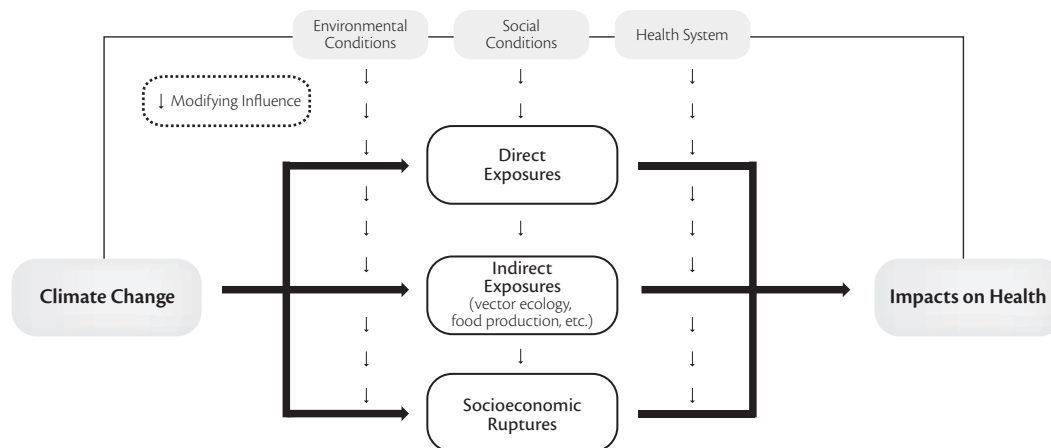 Environmental
Conditions
Social
Conditions
Health System
↓ Modifying Influence
Direct
Exposures
Climate Change
Indirect
Exposures
(vector ecology,
food production, etc.)
Impacts on Health
Socioeconomic
Ruptures